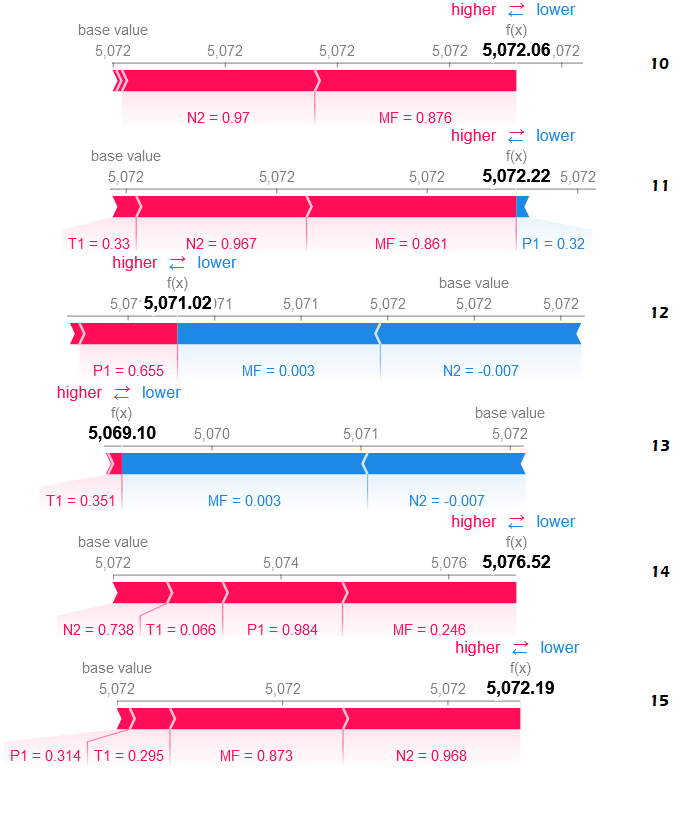 higher lower
base value f(x)
5,072 5,072 5,072 5,072 5,072.06 ,072
10
N2 = 0.97 MF = 0.876
higher lower
base value f(x)
5,072 5,072 5,072 5,072.22 5,072
11
T1 = 0.33 N2 = 0.967 MF = 0.861 P1 = 0.32
higher lower
f(x) base value
5,07 5,071.02 071 5,071 5,072 5,072 5,072
12
P1 = 0.655 MF = 0.003 N2 = -0.007
higher lower
f(x) base value
5,069.10 5,070 5,071 5,072
13
T1 = 0.351 MF = 0.003 N2 = -0.007
higher lower
base value f(x)
5,072 5,074 5,076 5,076.52
14
N2 = 0.738 T1 = 0.066 P1 = 0.984 MF = 0.246
higher lower
base value f(x)
5,072 5,072 5,072 5,072.19
15
P1 = 0.314 T1 = 0.295 MF = 0.873 N2 = 0.968